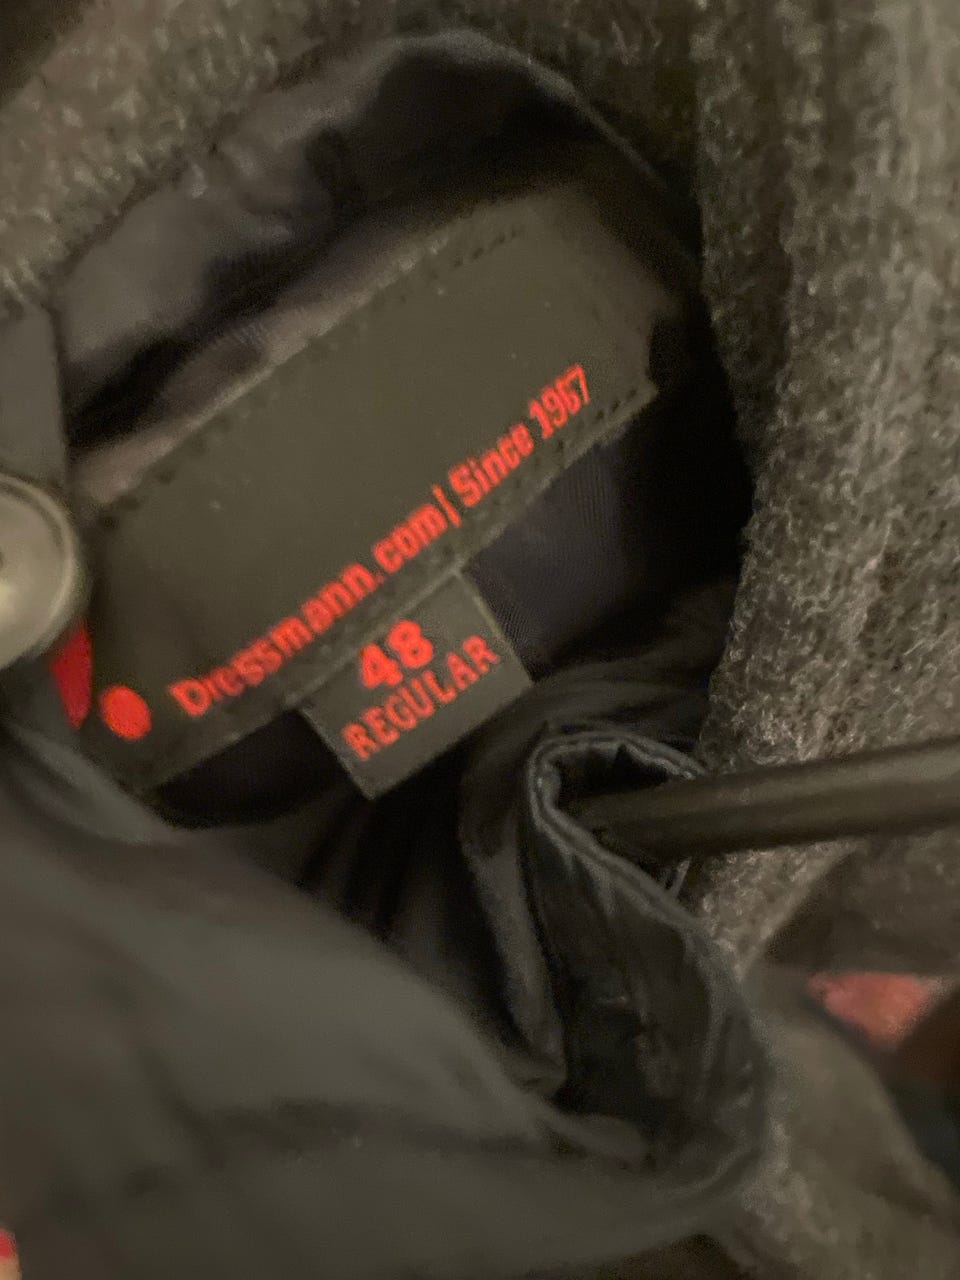 Dressmann.com| Since 1967
48
REGULAR